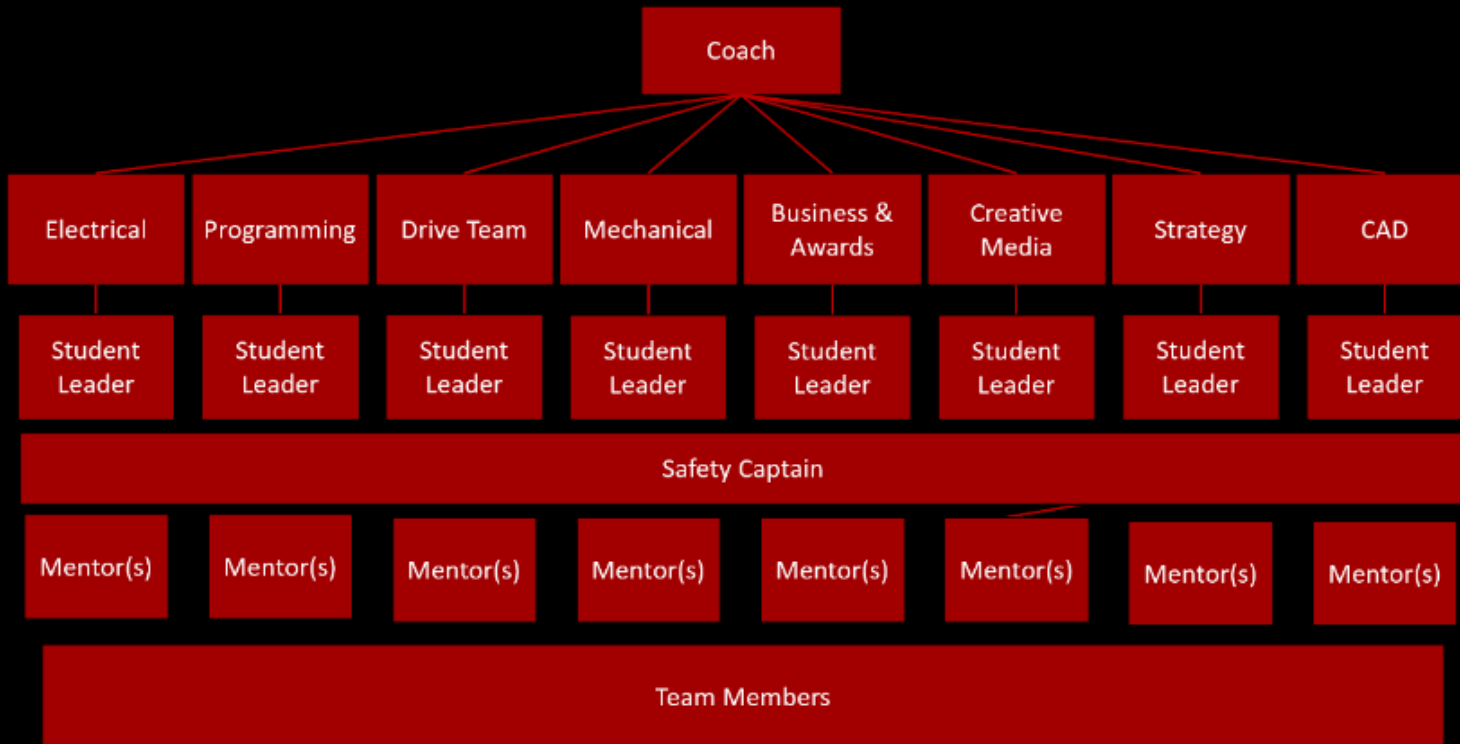 Coach
Electrical
Programming
Drive Team
Mechanical
Business &
Awards
Creative
Media
Strategy
CAD
Student
Leader
Student
Leader
Student
Leader
Student
Leader
Student
Leader
Student
Leader
Student
Leader
Student
Leader
Safety Captain
Mentor(s)
Mentor(s)
Mentor(s)
Mentor(s)
Mentor(s)
Mentor(s)
Mentor(s)
Mentor(s)
Team Members